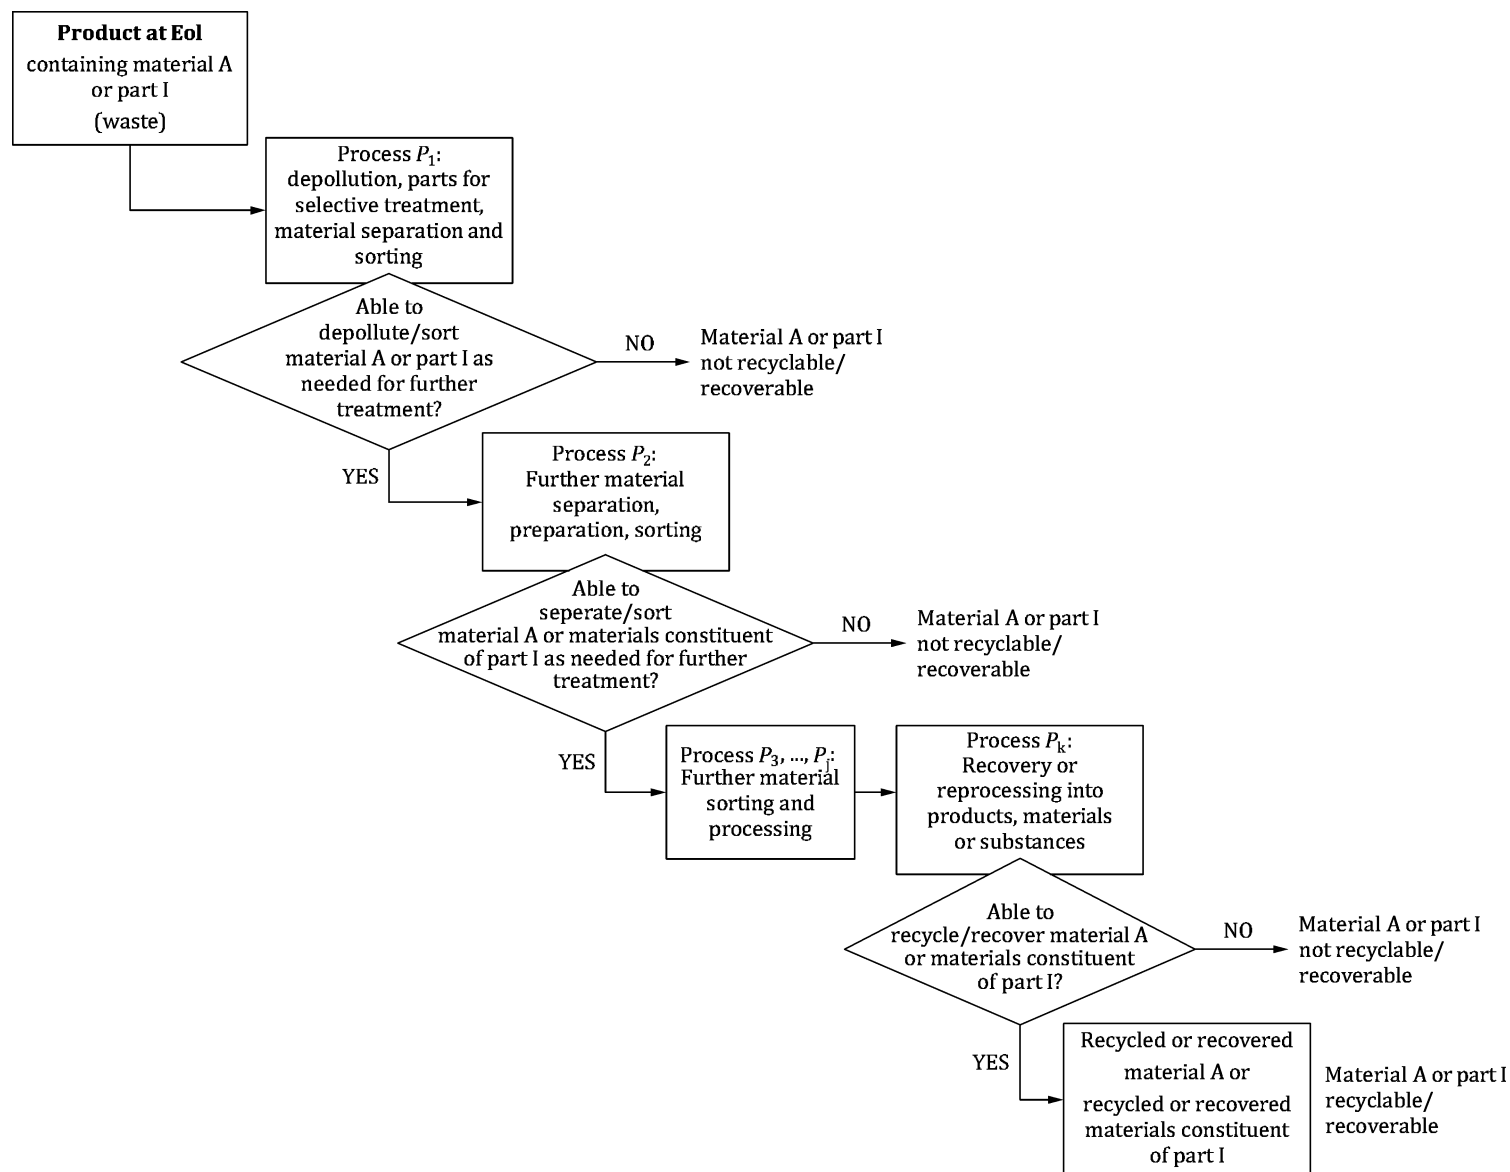 Product at Eol
containing material A
or part I
(waste)
Process P1:
depollution, parts for
selective treatment,
material separation and
sorting
Able to
depollute/sort
material A or part I as
needed for further
treatment?
NO
Material A or part I
not recyclable/
recoverable
YES
Process P2:
Further material
separation,
preparation, sorting
Able to
seperate/sort
material A or materials constituent
of part I as needed for further
treatment?
NO
Material A or part I
not recyclable/
recoverable
YES
Process P3, ..., Pj:
Further material
sorting and
processing
Process Pk:
Recovery or
reprocessing into
products, materials
or substances
Able to
recycle/recover material A
or materials constituent
of part I?
NO
Material A or part I
not recyclable/
recoverable
YES
Recycled or recovered
material A or
recycled or recovered
materials constituent
of part I
Material A or part I
recyclable/
recoverable